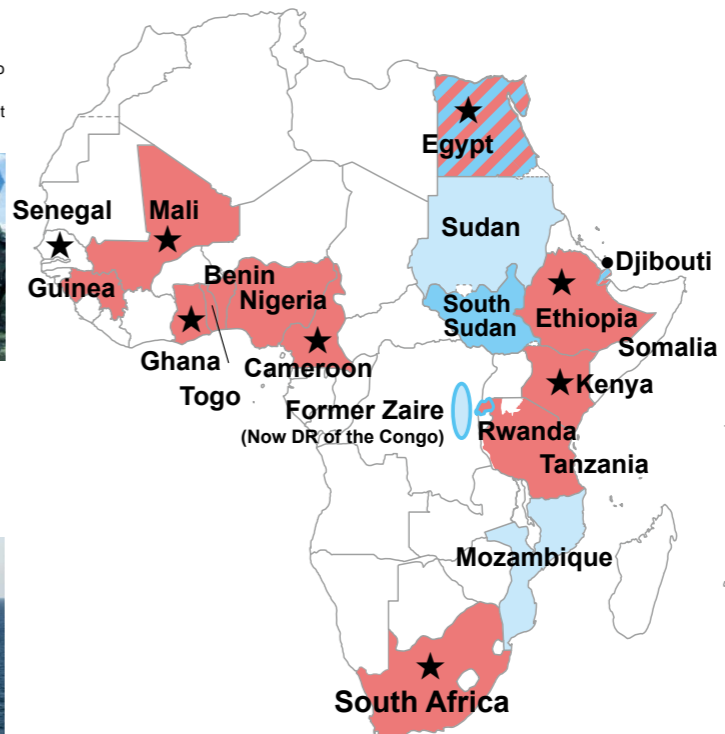 o
t
Egypt
Senegal
Mali
Sudan
Djibouti
Guinea
Benin
Nigeria
South
Sudan
Ethiopia
Somalia
Ghana
Cameroon
Togo
Kenya
Former Zaire
(Now DR of the Congo)
Rwanda
Tanzania
Mozambique
South Africa